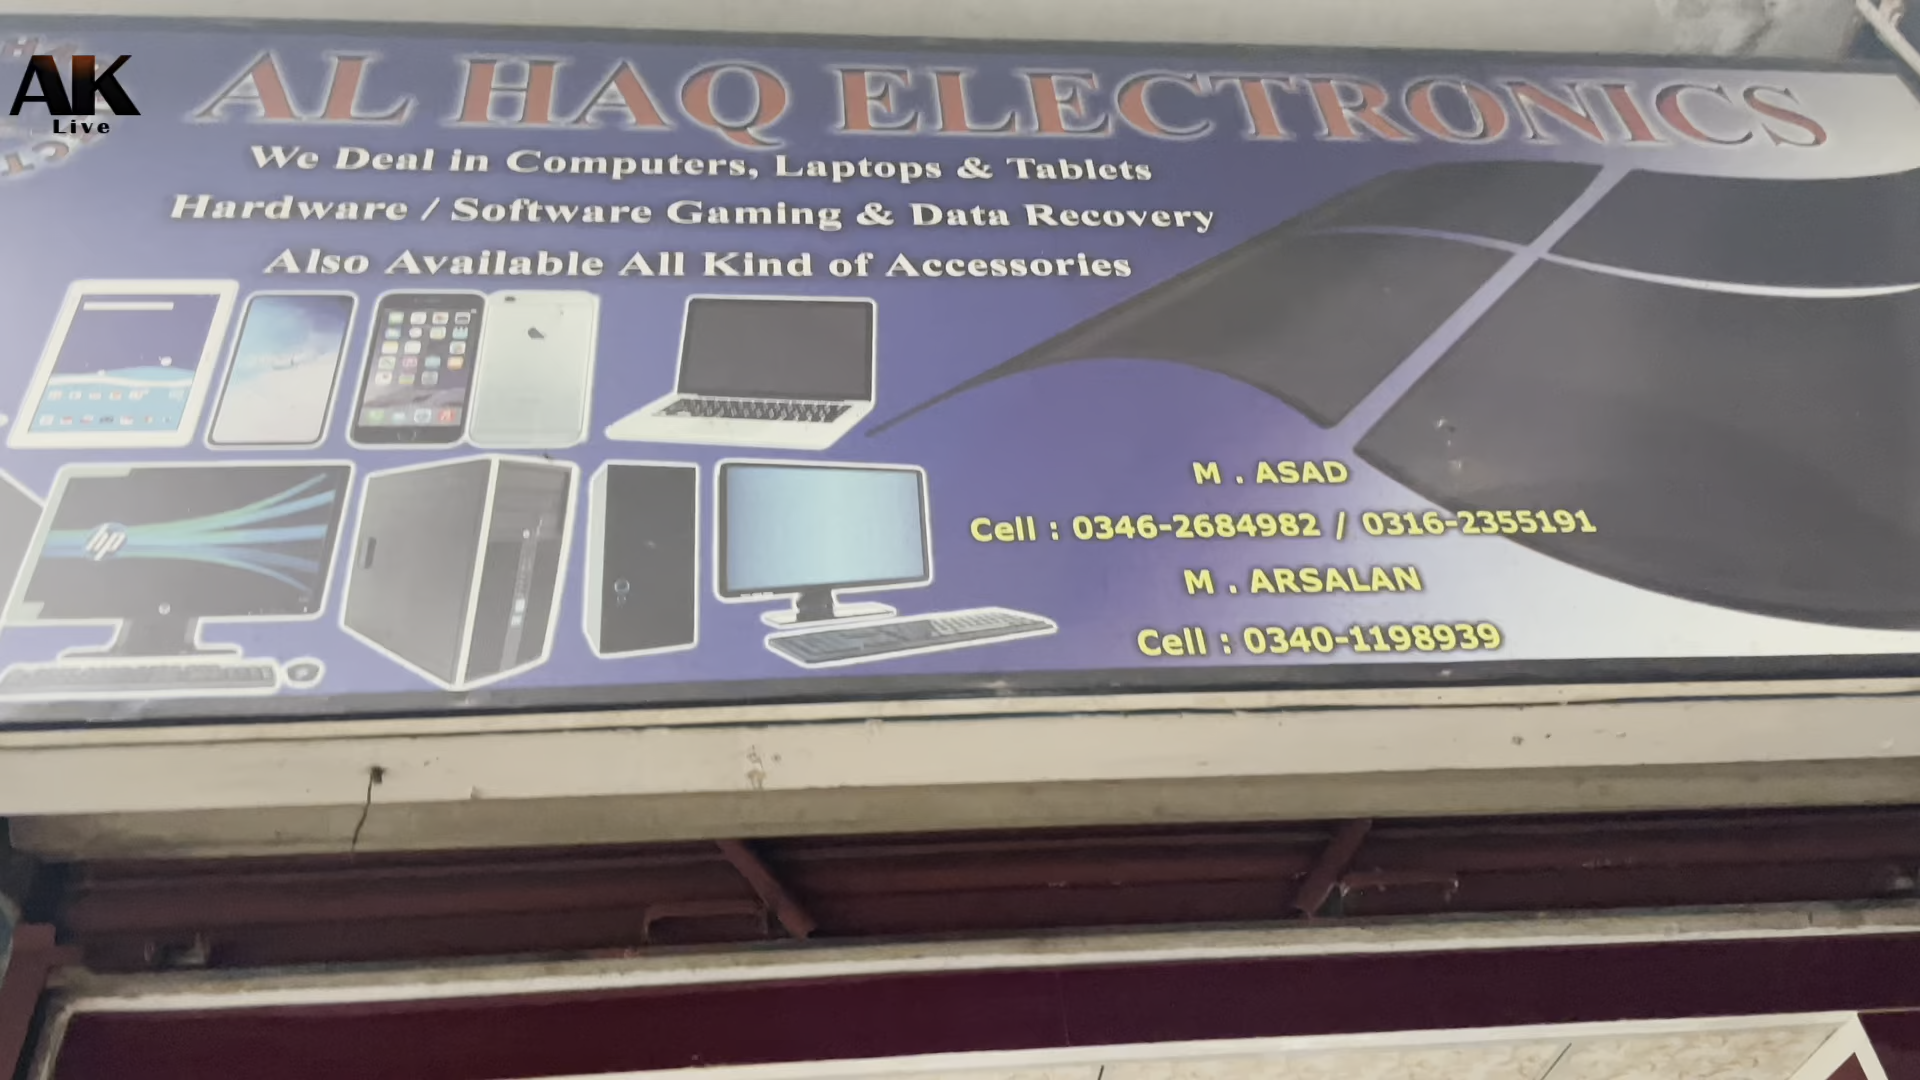 AK
Live
AL HAQ ELECTRONICS
We Deal in Computers, Laptops & Tablets
Hardware / Software Gaming & Data Recovery
Also Available All Kind of Accessories
hp
M . ASAD
Cell : 0346-2684982 / 0316-2355191
M . ARSALAN
Cell : 0340-1198939